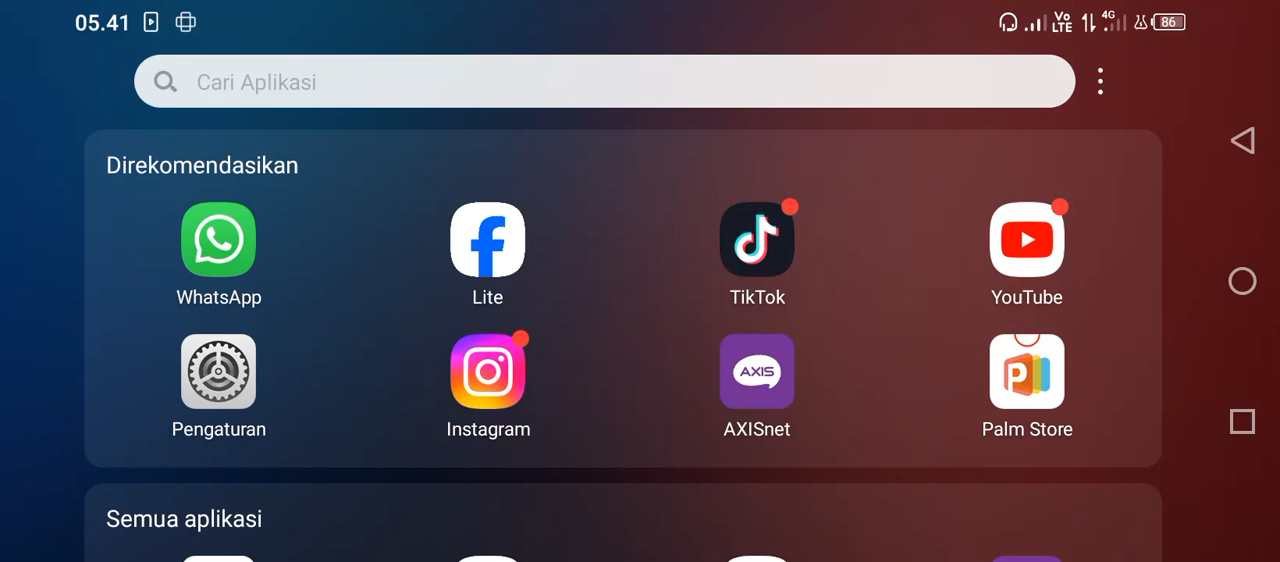 05.41
Vo LTE 4G 86
Cari Aplikasi
Direkomendasikan
WhatsApp
Lite
TikTok
YouTube
AXIS
Pengaturan
Instagram
AXISnet
Palm Store
Semua aplikasi